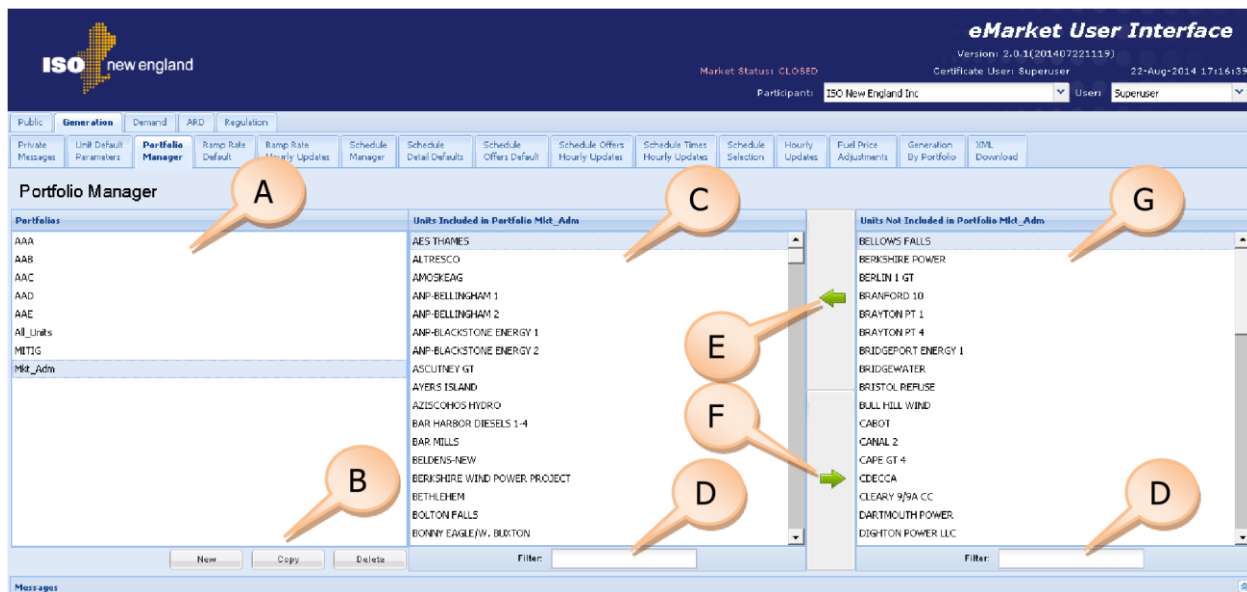 ISO new england
eMarket User Interface
Version: 2.0.1(201407221119)
Market Status: CLOSED Certificate User: Superuser 22-Aug-2014 17:16:39
Participant: ISO New England Inc User: Superuser
Public Generation Demand ARD Regulation
Private Messages Unit Default Parameters Portfolio Manager Ramp Rate Default Ramp Rate Hourly Updates Schedule Manager Schedule Detail Defaults Schedule Offers Default Schedule Offers Hourly Updates Schedule Times Hourly Updates Schedule Selection Hourly Updates Fuel Price Adjustments Generation By Portfolio XML Download
Portfolio Manager
A
C
G
Portfolios
AAA
AAB
AAC
AAD
AAE
All_Units
MITIG
Mkt_Adm
B
New Copy Delete
Units Included in Portfolio Mkt_Adm
AES THAMES
ALTRESCO
AMOSKEAG
ANP-BELLINGHAM 1
ANP-BELLINGHAM 2
ANP-BLACKSTONE ENERGY 1
ANP-BLACKSTONE ENERGY 2
ASCUTNEY GT
AYERS ISLAND
AZISCOHOS HYDRO
BAR HARBOR DIESELS 1-4
BAR MILLS
BELDENS-NEW
BERKSHIRE WIND POWER PROJECT
BETHLEHEM
BOLTON FALLS
BONNY EAGLE/W. BUXTON
D
Filter:
E
F
Units Not Included in Portfolio Mkt_Adm
BELLOWS FALLS
BERKSHIRE POWER
BERLIN 1 GT
BRANFORD 10
BRAYTON PT 1
BRAYTON PT 4
BRIDGEPORT ENERGY 1
BRIDGEWATER
BRISTOL REFUSE
BULL HILL WIND
CABOT
CANAL 2
CAPE GT 4
CDECCA
CLEARY 9/9A CC
DARTMOUTH POWER
DIGHTON POWER LLC
D
Filter:
Messages